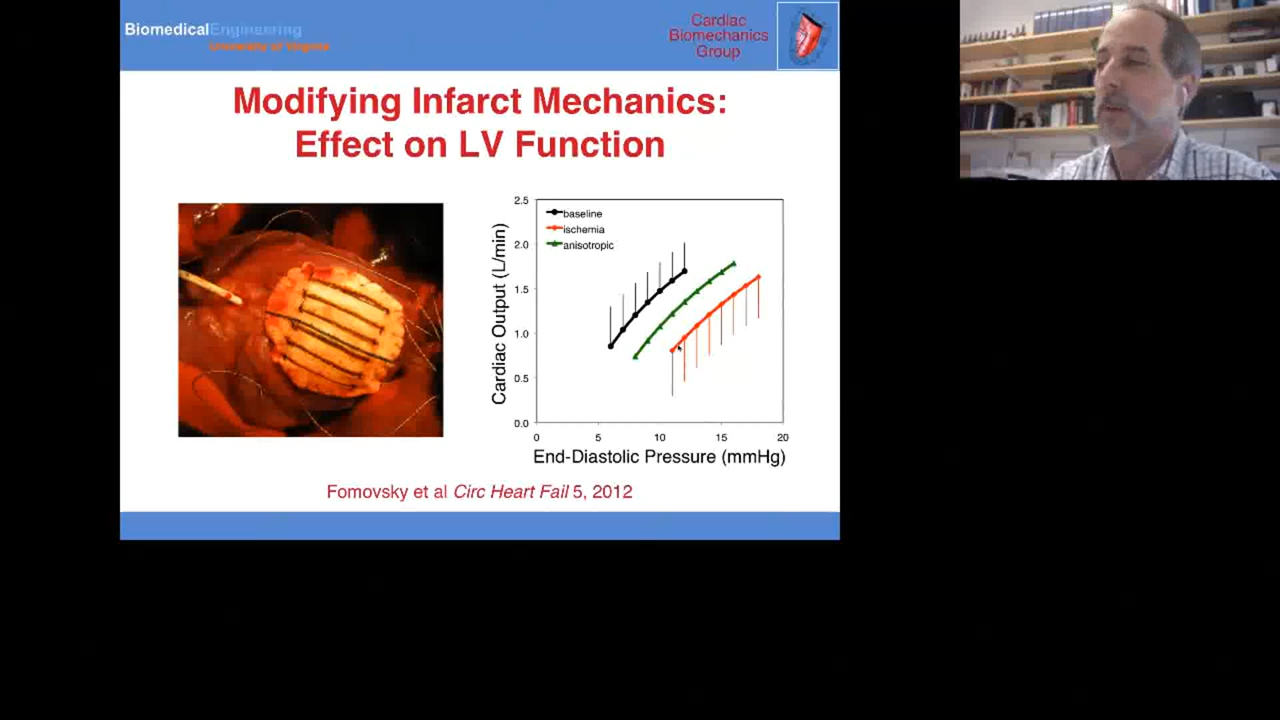 BiomedicalEngineering
University of Virginia
Cardiac
Biomechanics
Group
Modifying Infarct Mechanics:
Effect on LV Function
2.5
2.0
1.5
1.0
0.5
0.0
Cardiac Output (L/min)
baseline
ischemia
anisotropic
0
5
10
15
20
End-Diastolic Pressure (mmHg)
Fomovsky et al Circ Heart Fail 5, 2012